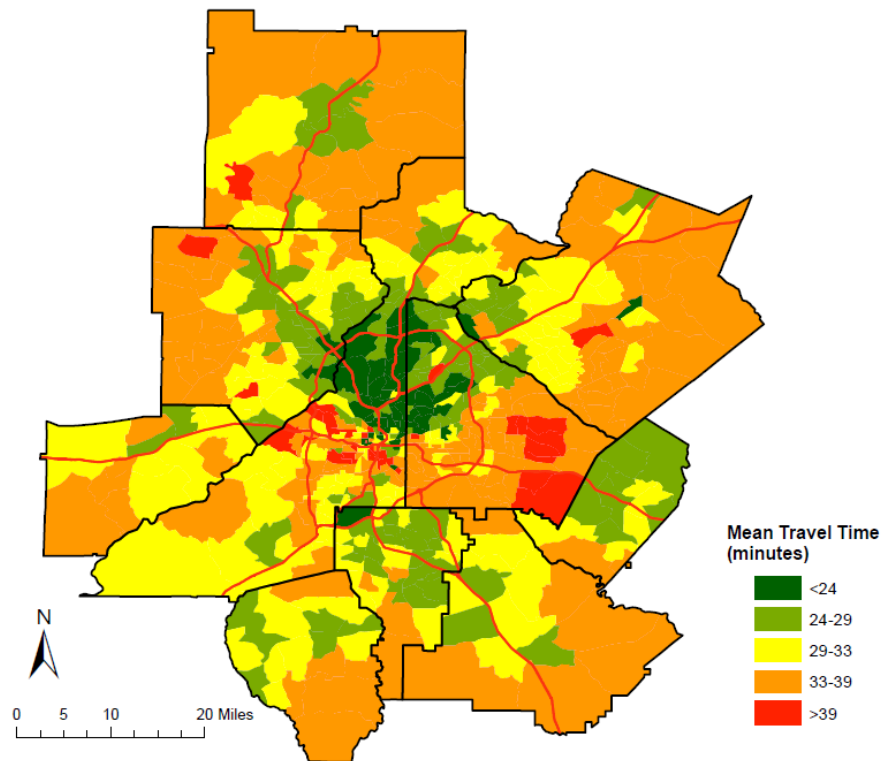 Mean Travel Time
(minutes)
<24
24-29
29-33
33-39
>39
N
0 5 10 20 Miles